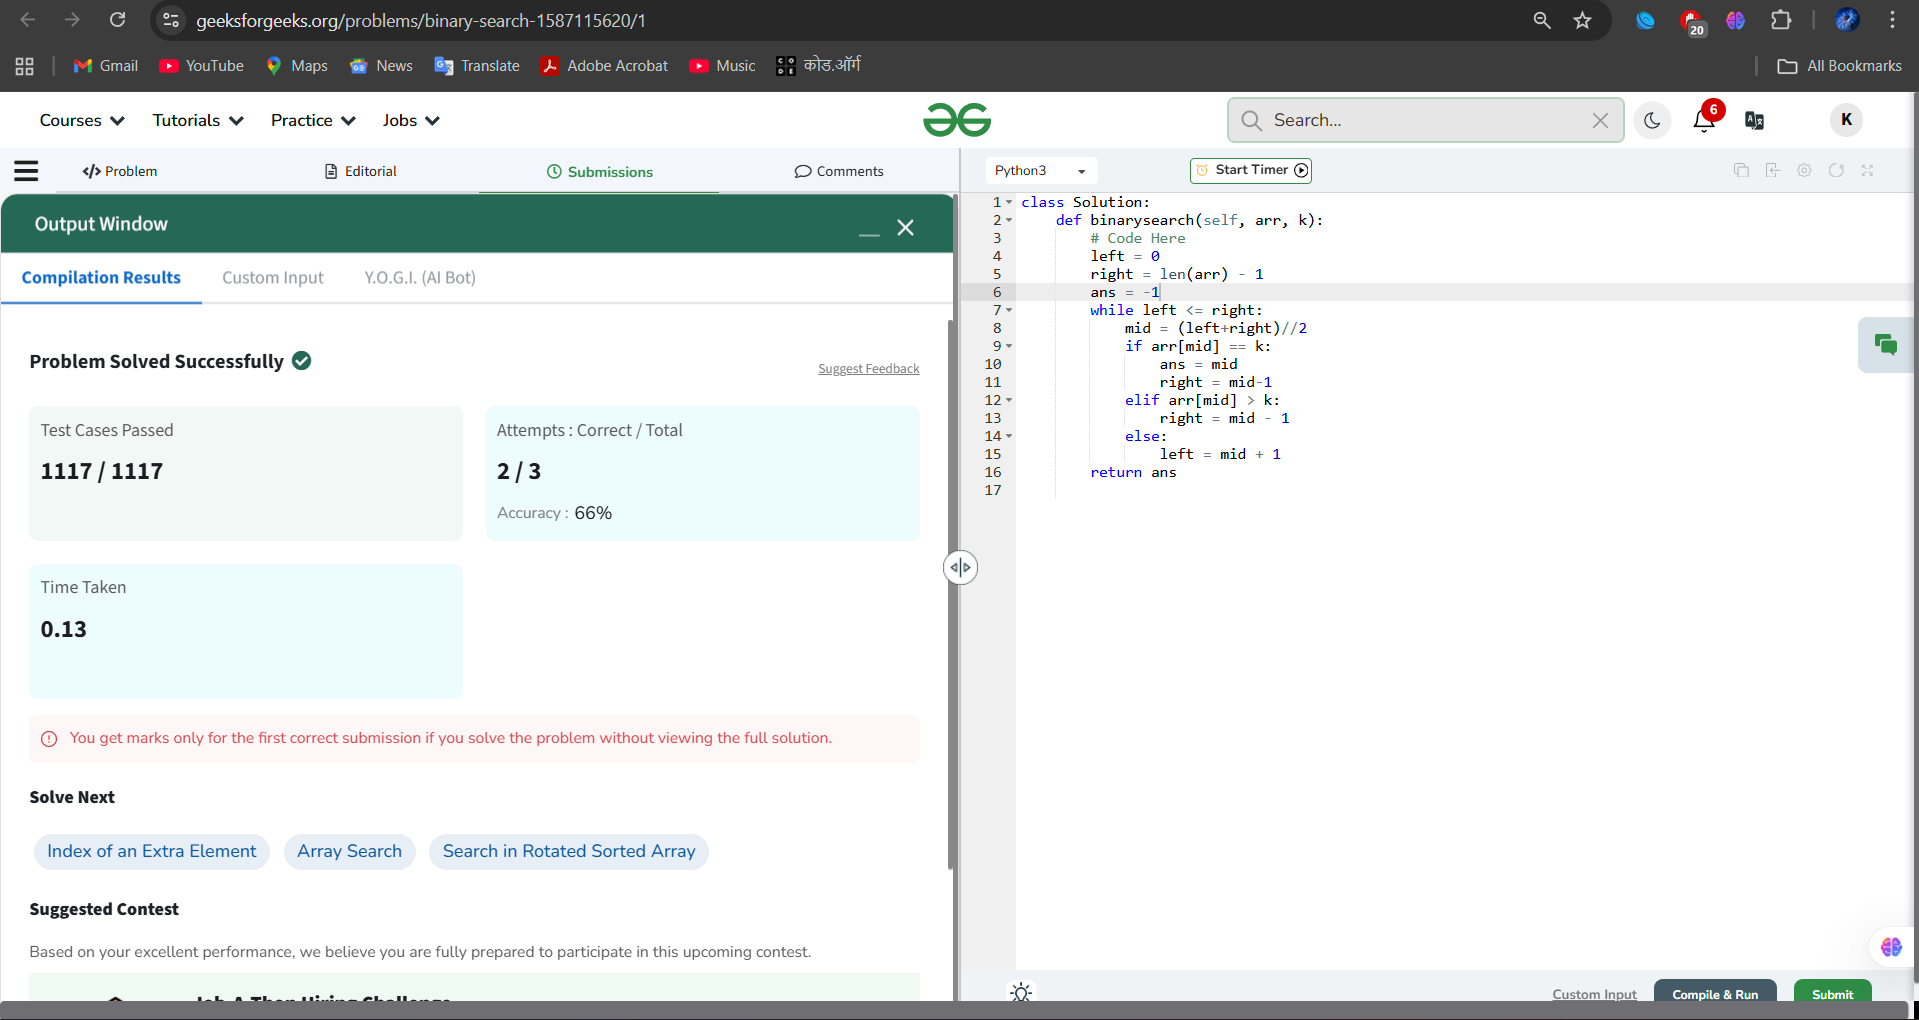 geeksforgeeks.org/problems/binary-search-1587115620/1
20
Gmail YouTube Maps News Translate Adobe Acrobat Music कोड.ऑर्ग All Bookmarks
Courses Tutorials Practice Jobs Search... 6 K
</> Problem Editorial Submissions Comments
Output Window
Compilation Results Custom Input Y.O.G.I. (AI Bot)
Problem Solved Successfully
Suggest Feedback
Test Cases Passed
1117 / 1117
Attempts : Correct / Total
2 / 3
Accuracy : 66%
Time Taken
0.13
You get marks only for the first correct submission if you solve the problem without viewing the full solution.
Solve Next
Index of an Extra Element Array Search Search in Rotated Sorted Array
Suggested Contest
Based on your excellent performance, we believe you are fully prepared to participate in this upcoming contest.
Job-A-Thon Hiring Challenge
Python3 Start Timer
1 class Solution:
2 def binarysearch(self, arr, k):
3 # Code Here
4 left = 0
5 right = len(arr) - 1
6 ans = -1
7 while left <= right:
8 mid = (left+right)//2
9 if arr[mid] == k:
10 ans = mid
11 right = mid-1
12 elif arr[mid] > k:
13 right = mid - 1
14 else:
15 left = mid + 1
16 return ans
17
Custom Input Compile & Run Submit